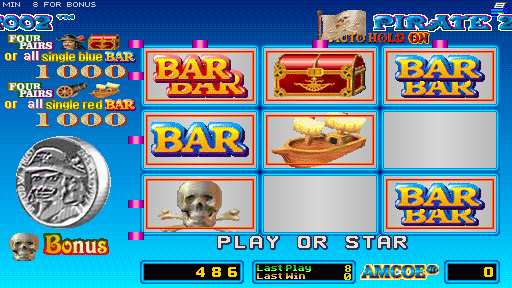 MIN 8 FOR BONUS
2002™ PIRATE 2
AUTO HOLD ON
FOUR PAIRS
or all single blue BAR
1000
FOUR PAIRS
or all single red BAR
1000
BAR BAR
BAR BAR
BAR
BAR BAR
Bonus
PLAY OR STAR
486
Last Play 8
Last Win 0
AMCOE
0